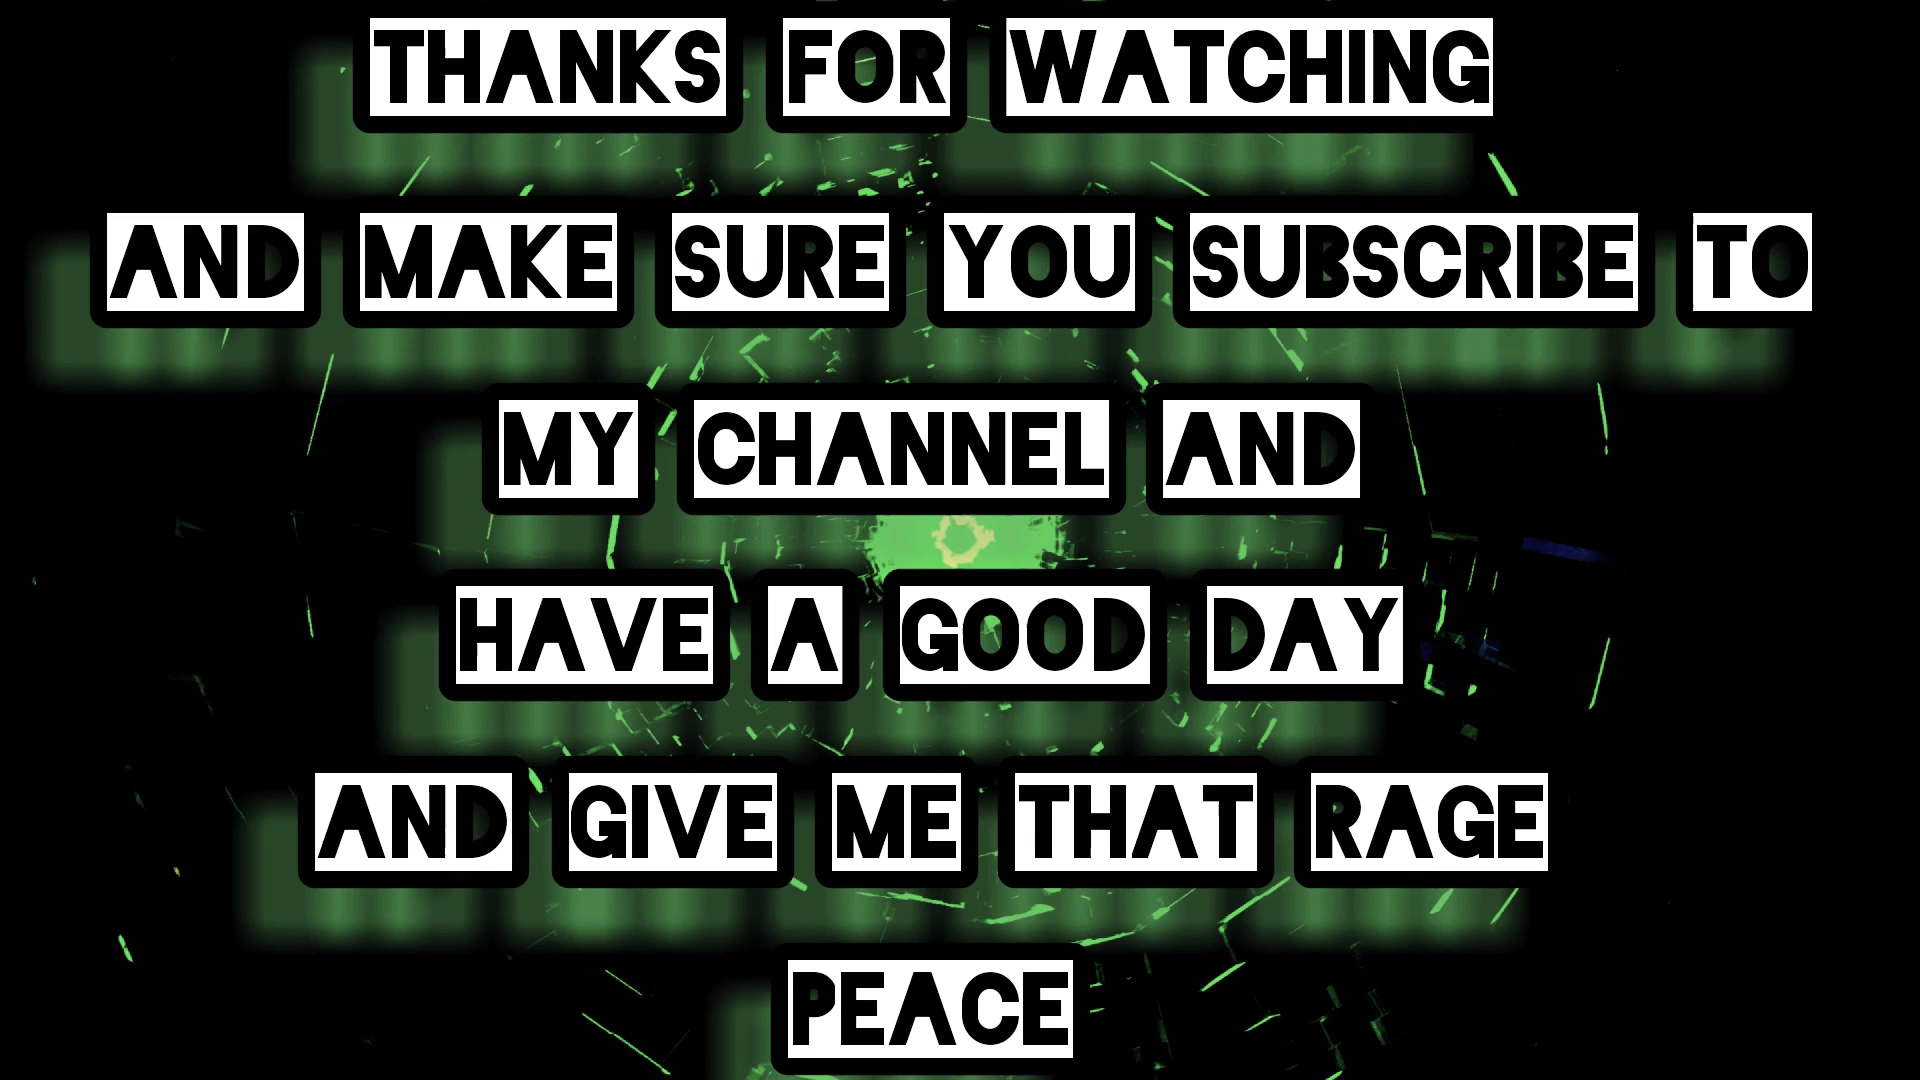 THANKS FOR WATCHING
AND MAKE SURE YOU SUBSCRIBE TO
MY CHANNEL AND
HAVE A GOOD DAY
AND GIVE ME THAT RAGE
PEACE